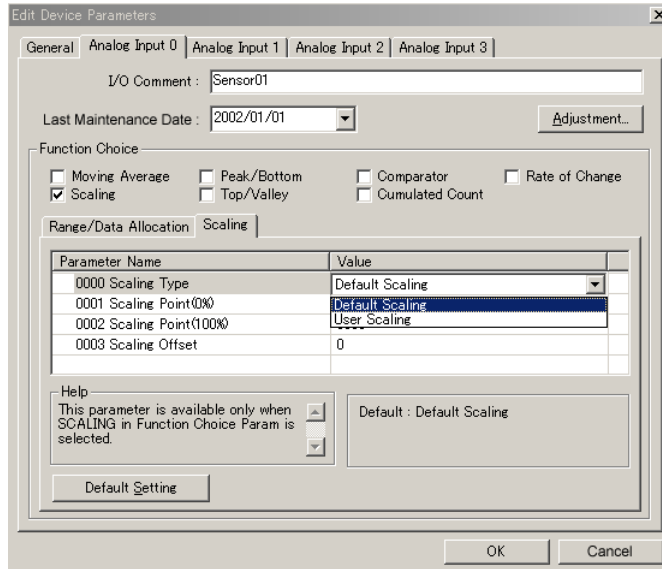 Edit Device Parameters
General Analog Input 0 Analog Input 1 Analog Input 2 Analog Input 3
I/O Comment : Sensor01
Last Maintenance Date : 2002/01/01 Adjustment...
Function Choice
Moving Average Peak/Bottom Comparator Rate of Change
Scaling Top/Valley Cumulated Count
Range/Data Allocation Scaling
Parameter Name Value
0000 Scaling Type Default Scaling
0001 Scaling Point(0%) Default Scaling
0002 Scaling Point(100%) User Scaling
0003 Scaling Offset 0
Help
This parameter is available only when
SCALING in Function Choice Param is
selected.
Default : Default Scaling
Default Setting
OK Cancel